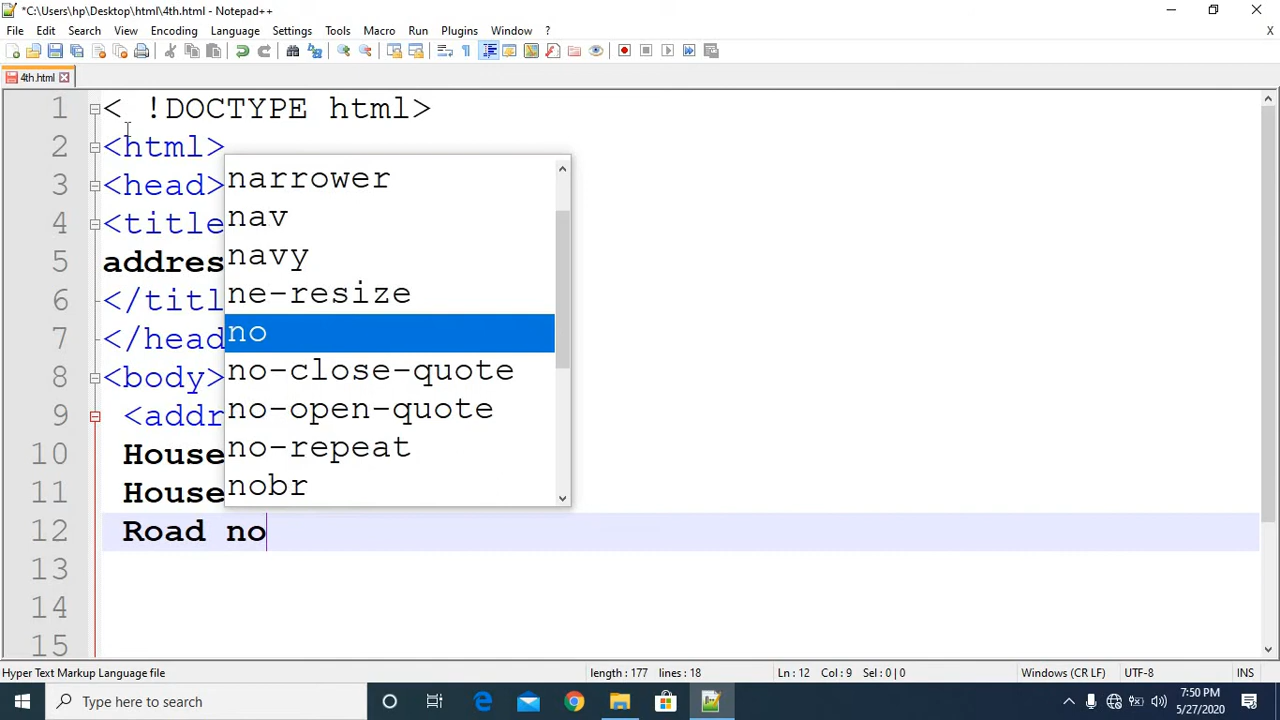 *C:\Users\hp\Desktop\html\4th.html - Notepad++
File Edit Search View Encoding Language Settings Tools Macro Run Plugins Window ? X
4th.html
1 < !DOCTYPE html>
2 <html>
3 <head>
4 <title
5 addres
6 </titl
7 </head
8 <body>
9 <addr
10 House
11 House
12 Road no
13
14
15
narrower
nav
navy
ne-resize
no
no-close-quote
no-open-quote
no-repeat
nobr
Hyper Text Markup Language file length : 177 lines : 18 Ln : 12 Col : 9 Sel : 0 | 0 Windows (CR LF) UTF-8 INS
Type here to search
7:50 PM
5/27/2020